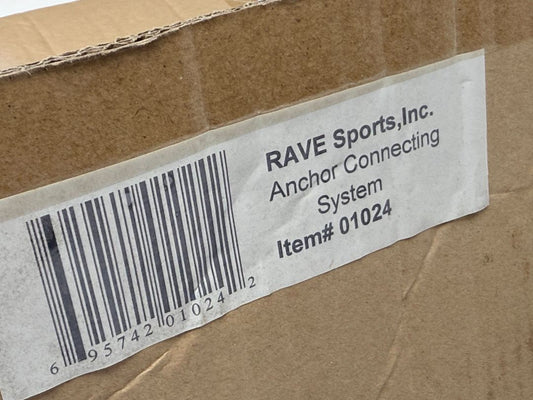 RAVE Sports,Inc.
Anchor Connecting
System
Item# 01024
6 95742 01024 2